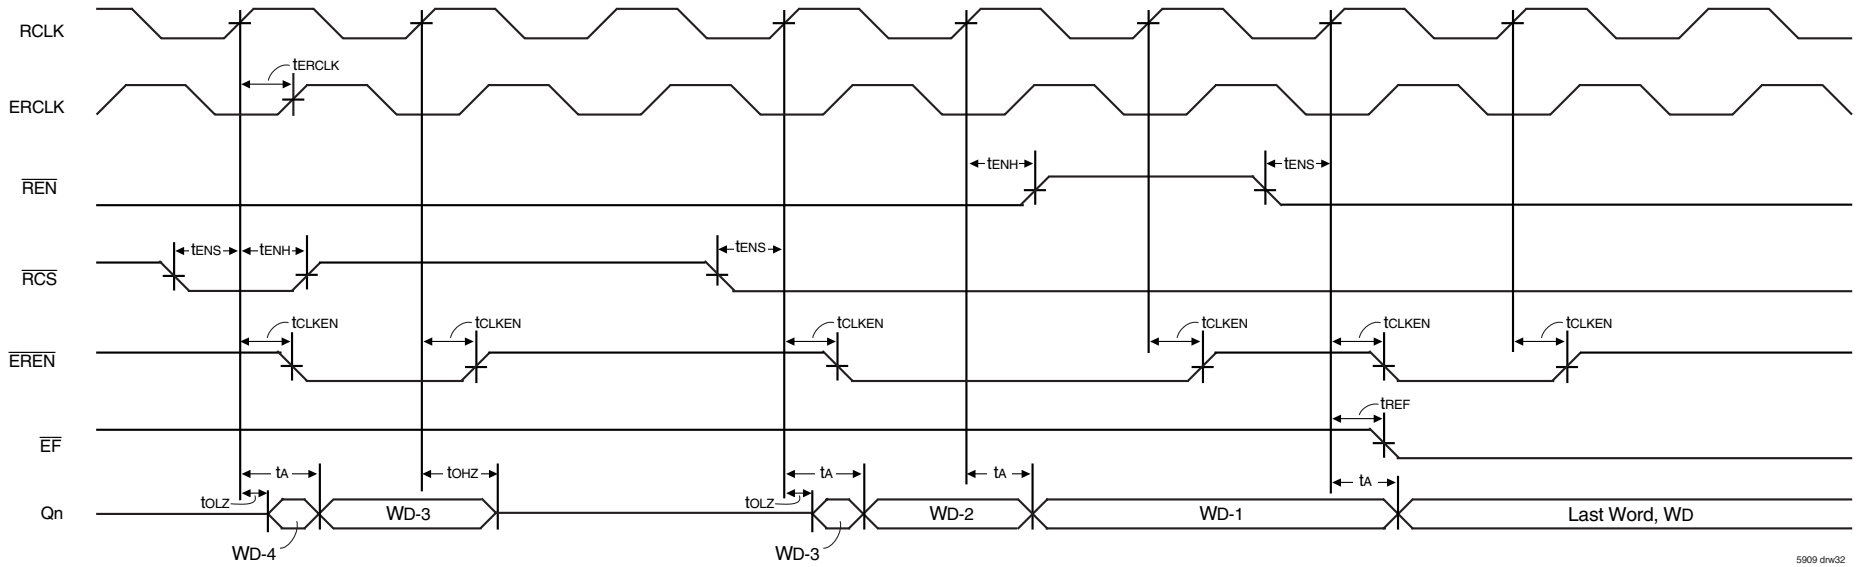 RCLK
tERCLK
ERCLK
tENH
tENS
REN
tENS
tENH
tENS
RCS
tCLKEN
tCLKEN
tCLKEN
tCLKEN
tCLKEN
tCLKEN
EREN
tREF
EF
tA
tOHZ
tA
tA
tA
tOLZ
tOLZ
Qn
WD-3
WD-2
WD-1
Last Word, WD
WD-4
WD-3
5909 drw32